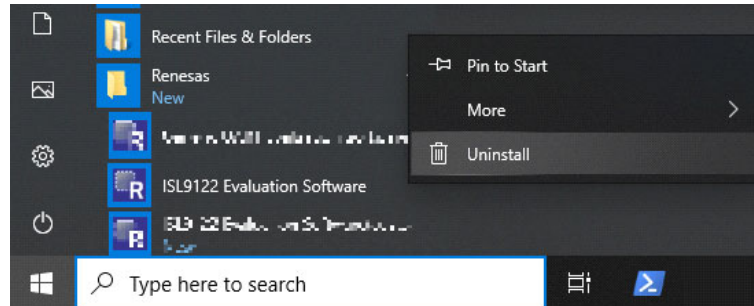 Recent Files & Folders
Renesas
New
ISL9122 Evaluation Software
Pin to Start
More
Uninstall
Type here to search